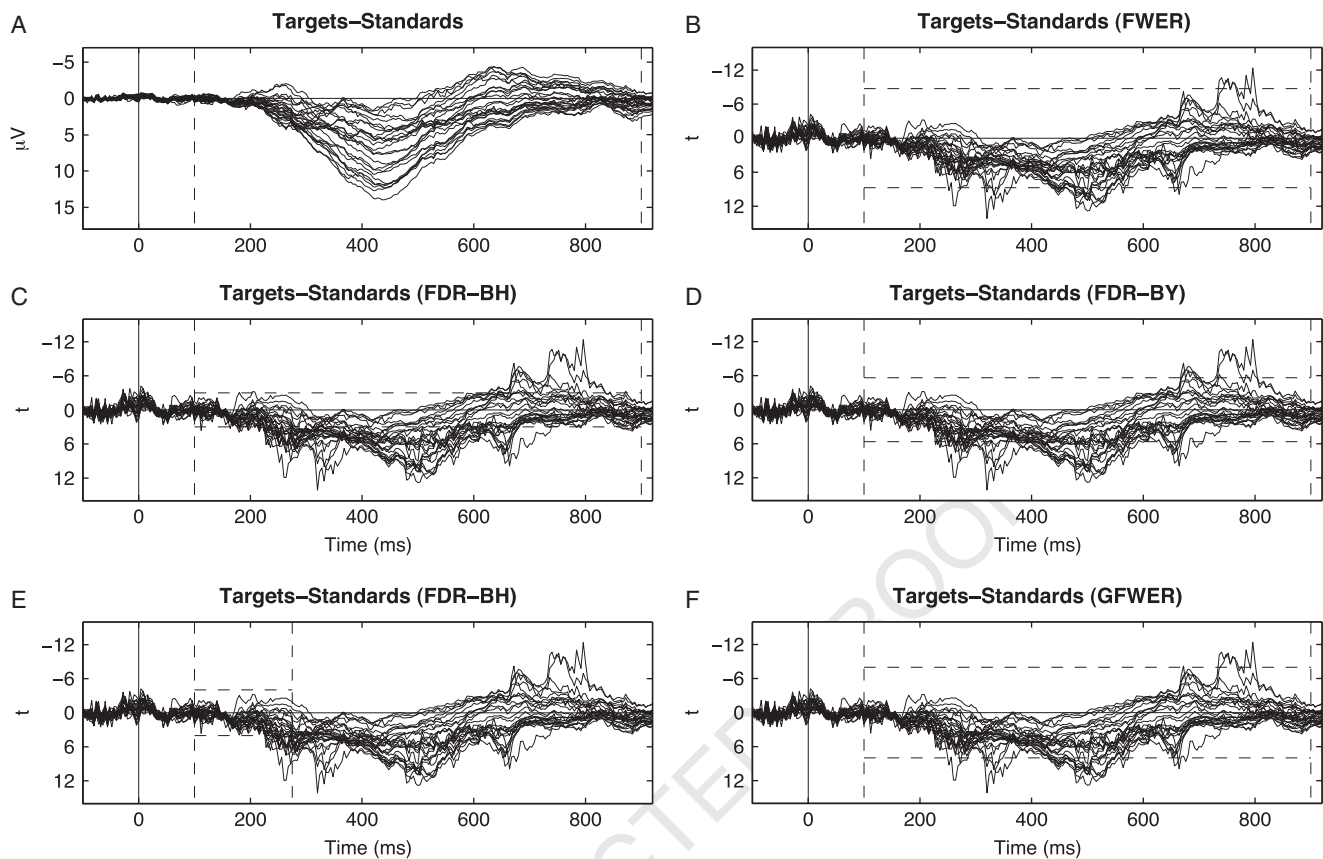 A
Targets–Standards
μV
-5
0
5
10
15
0 200 400 600 800
B
Targets–Standards (FWER)
t
-12
-6
0
6
12
0 200 400 600 800
C
Targets–Standards (FDR–BH)
t
-12
-6
0
6
12
0 200 400 600 800
Time (ms)
D
Targets–Standards (FDR–BY)
t
-12
-6
0
6
12
0 200 400 600 800
Time (ms)
E
Targets–Standards (FDR–BH)
t
-12
-6
0
6
12
0 200 400 600 800
Time (ms)
F
Targets–Standards (GFWER)
t
-12
-6
0
6
12
0 200 400 600 800
Time (ms)